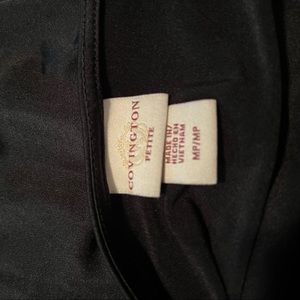 COVINGTON
PETITE
MADE IN/
HECHO EN
VIETNAM
MP/MP